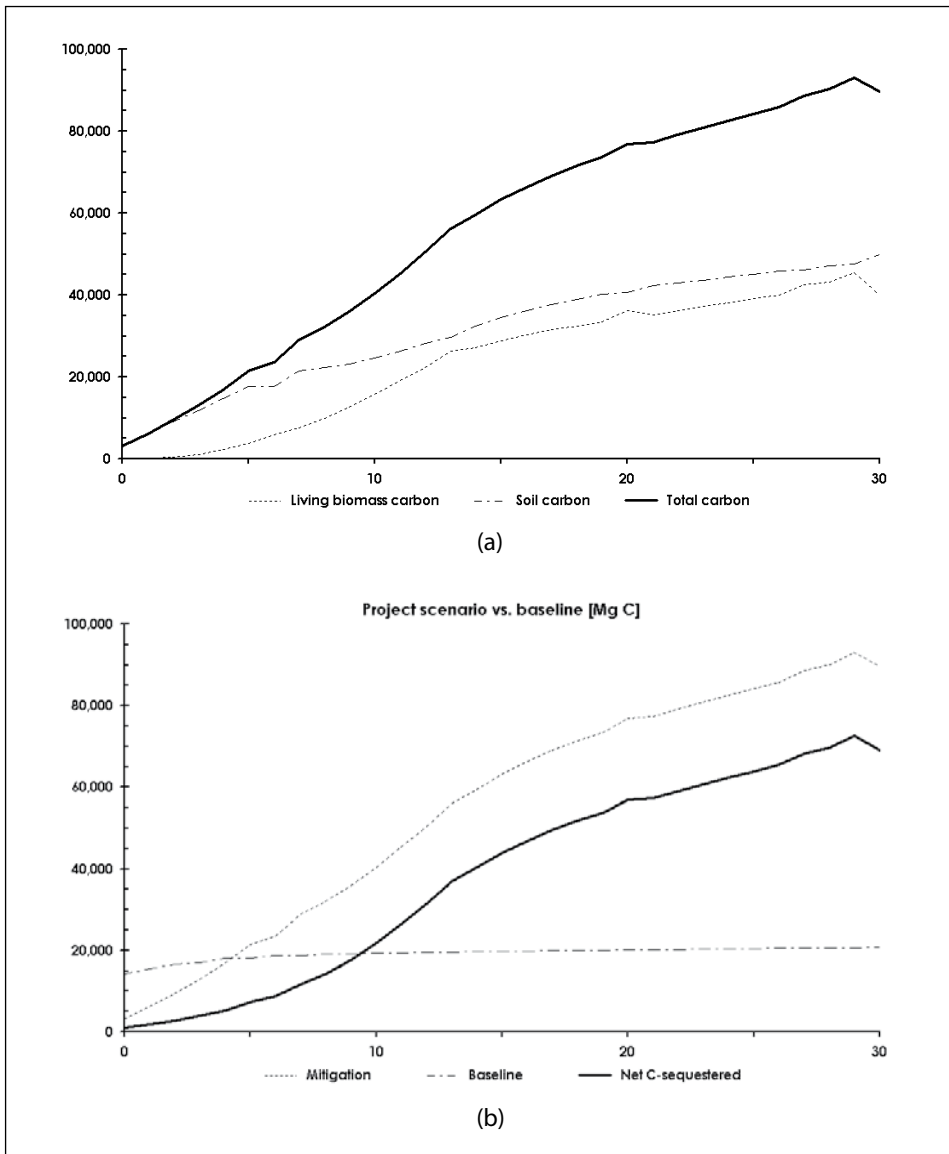 100,000
80,000
60,000
40,000
20,000
0
0 10 20 30
Living biomass carbon Soil carbon Total carbon
(a)
Project scenario vs. baseline [Mg C]
100,000
80,000
60,000
40,000
20,000
0
0 10 20 30
Mitigation Baseline Net C-sequestered
(b)